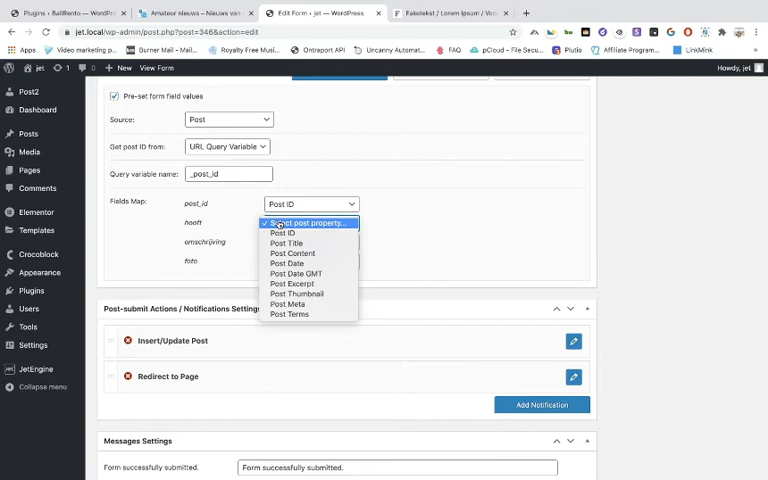 Plugins ‹ BatiRento — WordPress
Amateur nieuws – Nieuws van
Edit Form ‹ jet — WordPress
Faketekst / Lorem Ipsum / Voo
jet.local/wp-admin/post.php?post=346&action=edit
Apps
Video marketing p...
Burner Mail - Mail...
Royalty Free Musi...
Ontraport API
Uncanny Automat...
FAQ
pCloud - File Secu...
Plutio
Affiliate Program...
LinkMink
jet
1
+ New
View Form
Howdy, jet
Post2
Dashboard
Posts
Media
Pages
Comments
Elementor
Templates
Crocoblock
Appearance
Plugins
Users
Tools
Settings
JetEngine
Collapse menu
Pre-set form field values
Source:
Post
Get post ID from:
URL Query Variable
Query variable name:
_post_id
Fields Map:
post_id
Post ID
hooft
Select post property...
Post ID
omschrijving
Post Title
Post Content
foto
Post Date
Post Date GMT
Post Excerpt
Post Thumbnail
Post Meta
Post Terms
Post-submit Actions / Notifications Settings
Insert/Update Post
Redirect to Page
Add Notification
Messages Settings
Form successfully submitted.
Form successfully submitted.